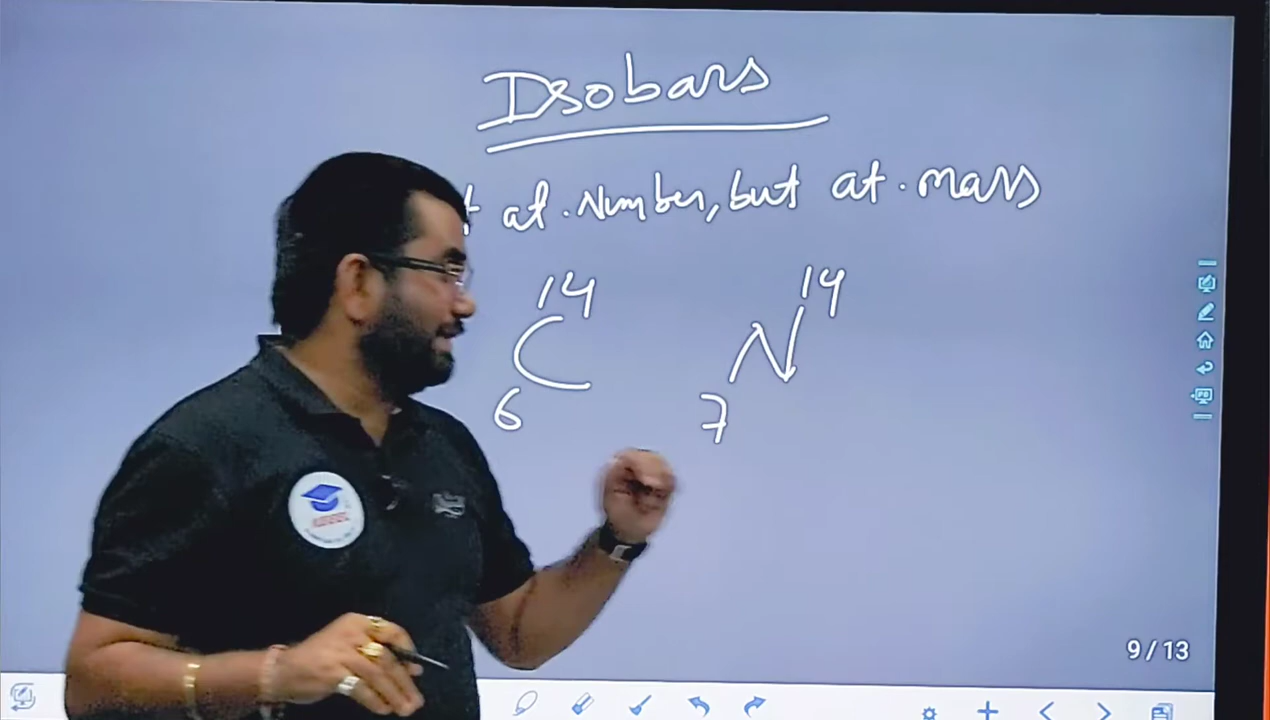 Isobars
at. Number, but at. mass
14 14
C N
6 7
9 / 13